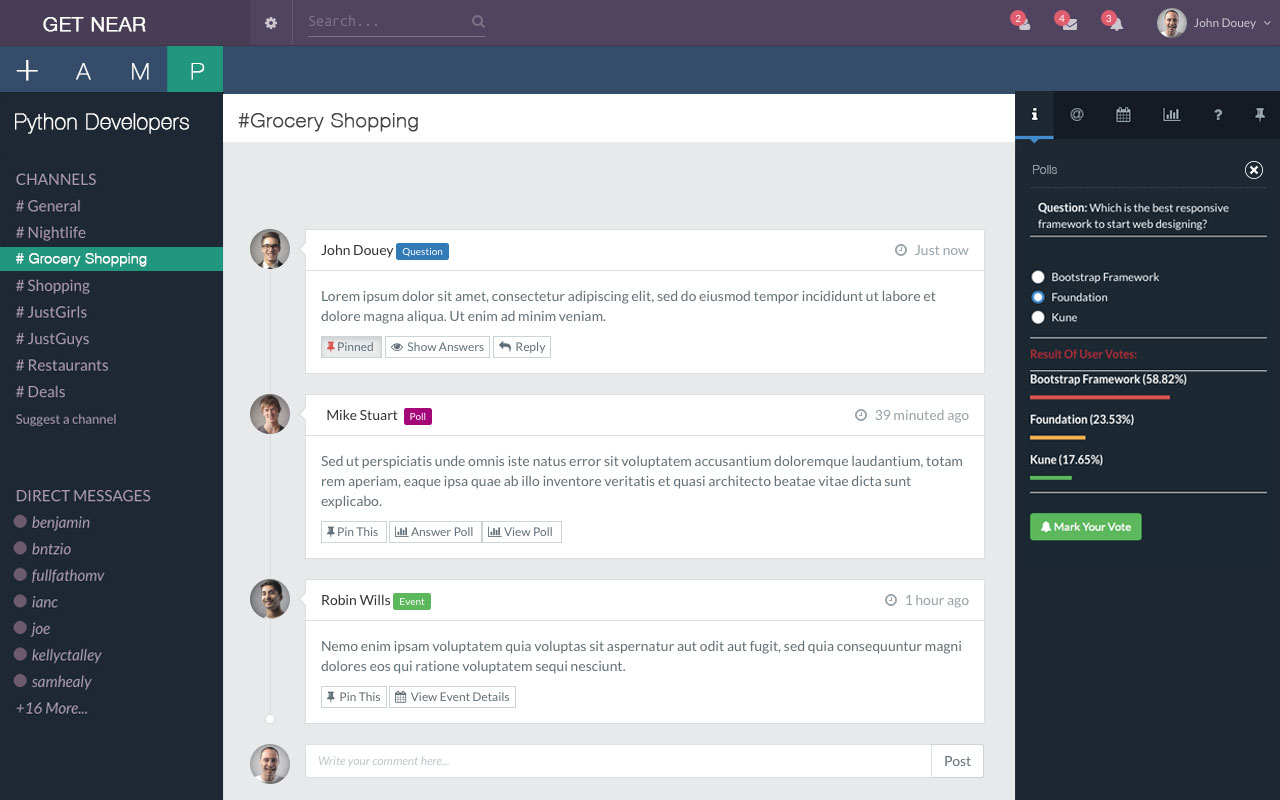 GET NEAR
Search...
2
4
3
John Douey
A
M
P
Python Developers
CHANNELS
# General
# Nightlife
# Grocery Shopping
# Shopping
# JustGirls
# JustGuys
# Restaurants
# Deals
Suggest a channel
DIRECT MESSAGES
benjamin
bntzio
fullfathomv
ianc
joe
kellyctalley
samhealy
+16 More...
#Grocery Shopping
John Douey Question Just now
Lorem ipsum dolor sit amet, consectetur adipiscing elit, sed do eiusmod tempor incididunt ut labore et
dolore magna aliqua. Ut enim ad minim veniam.
Pinned Show Answers Reply
Mike Stuart Poll 39 minuted ago
Sed ut perspiciatis unde omnis iste natus error sit voluptatem accusantium doloremque laudantium, totam
rem aperiam, eaque ipsa quae ab illo inventore veritatis et quasi architecto beatae vitae dicta sunt
explicabo.
Pin This Answer Poll View Poll
Robin Wills Event 1 hour ago
Nemo enim ipsam voluptatem quia voluptas sit aspernatur aut odit aut fugit, sed quia consequuntur magni
dolores eos qui ratione voluptatem sequi nesciunt.
Pin This View Event Details
Write your comment here... Post
i @ ?
Polls
Question: Which is the best responsive
framework to start web designing?
Bootstrap Framework
Foundation
Kune
Result Of User Votes:
Bootstrap Framework (58.82%)
Foundation (23.53%)
Kune (17.65%)
Mark Your Vote